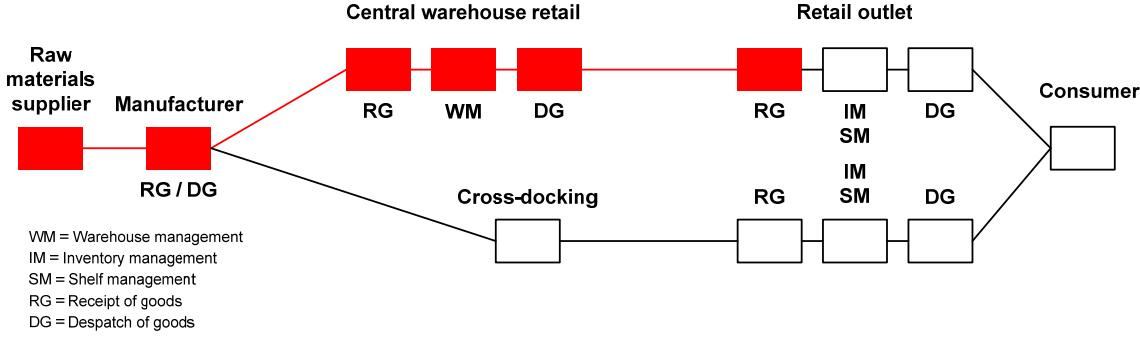 Central warehouse retail
Retail outlet
Raw
materials
supplier
Manufacturer
Consumer
RG
WM
DG
RG
IM
SM
DG
RG / DG
Cross-docking
RG
IM
SM
DG
WM = Warehouse management
IM = Inventory management
SM = Shelf management
RG = Receipt of goods
DG = Despatch of goods